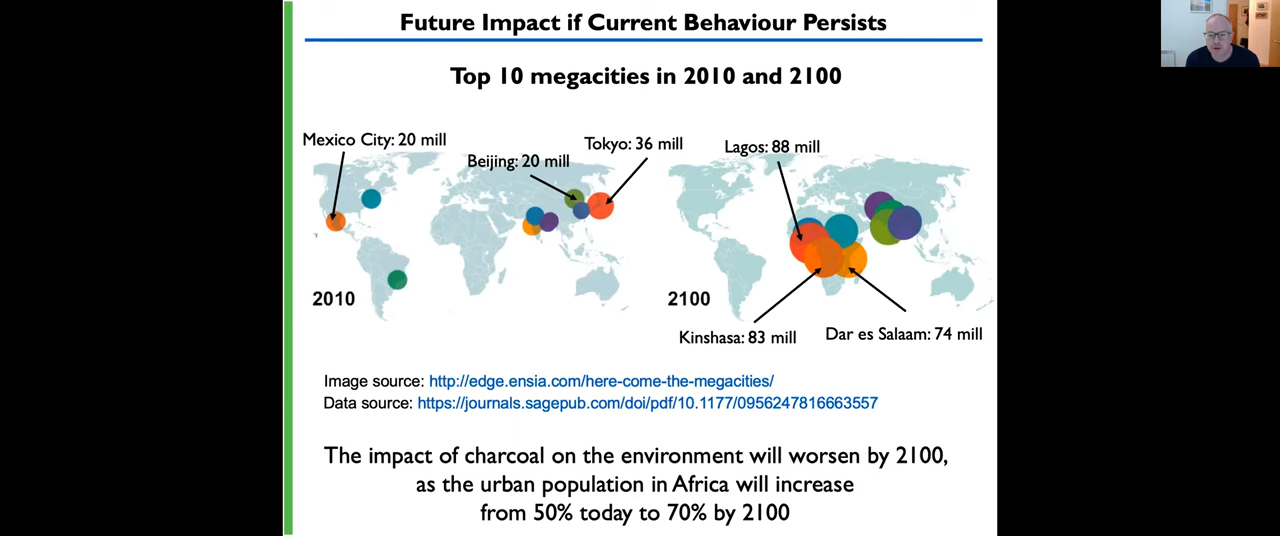 Future Impact if Current Behaviour Persists
Top 10 megacities in 2010 and 2100
Mexico City: 20 mill
Beijing: 20 mill
Tokyo: 36 mill
2010
Lagos: 88 mill
2100
Kinshasa: 83 mill
Dar es Salaam: 74 mill
Image source: http://edge.ensia.com/here-come-the-megacities/
Data source: https://journals.sagepub.com/doi/pdf/10.1177/0956247816663557
The impact of charcoal on the environment will worsen by 2100,
as the urban population in Africa will increase
from 50% today to 70% by 2100